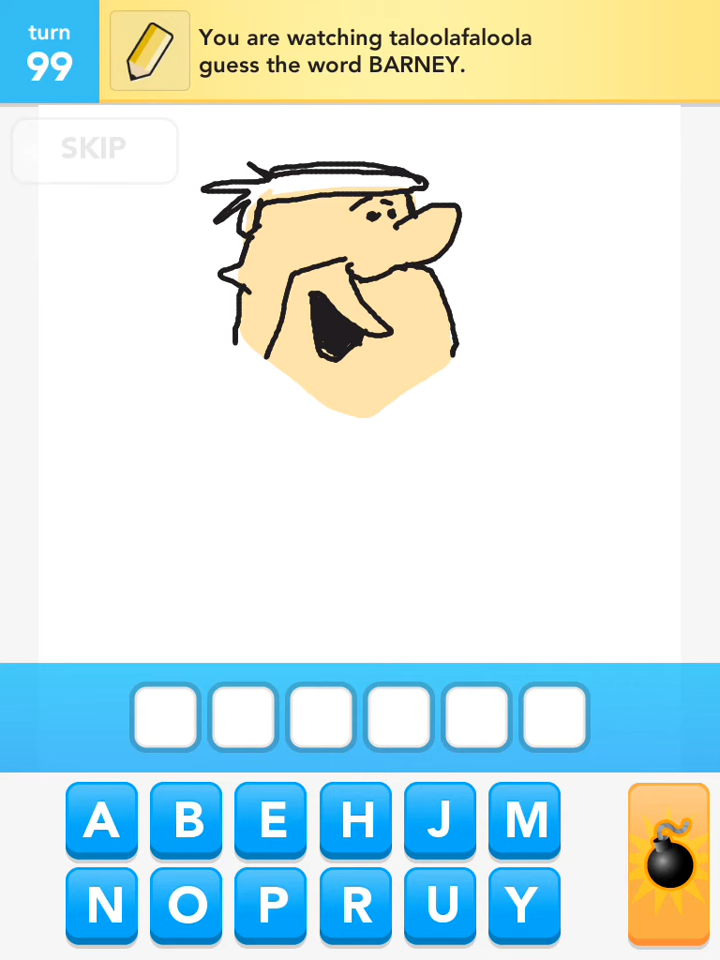 turn
99
You are watching taloolafaloola
guess the word BARNEY.
SKIP
A B E H J M
N O P R U Y